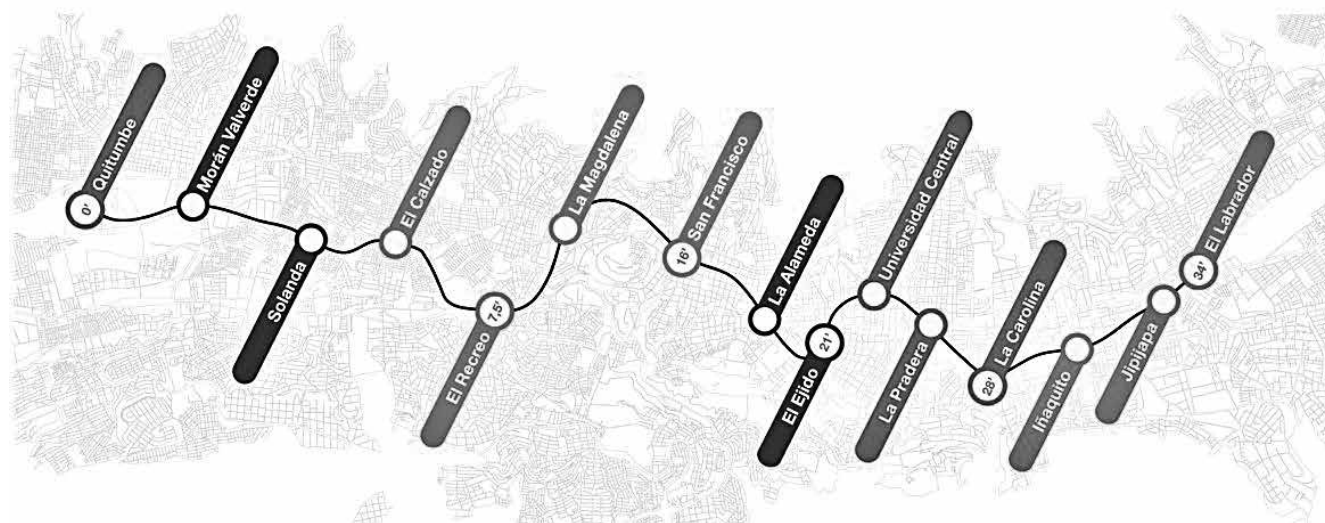 0' Quitumbe
Morán Valverde
Solanda
El Calzado
El Recreo 7,5'
La Magdalena
16' San Francisco
La Alameda
El Ejido 21'
Universidad Central
La Pradera
28' La Carolina
Iñaquito
Jipijapa
34' El Labrador